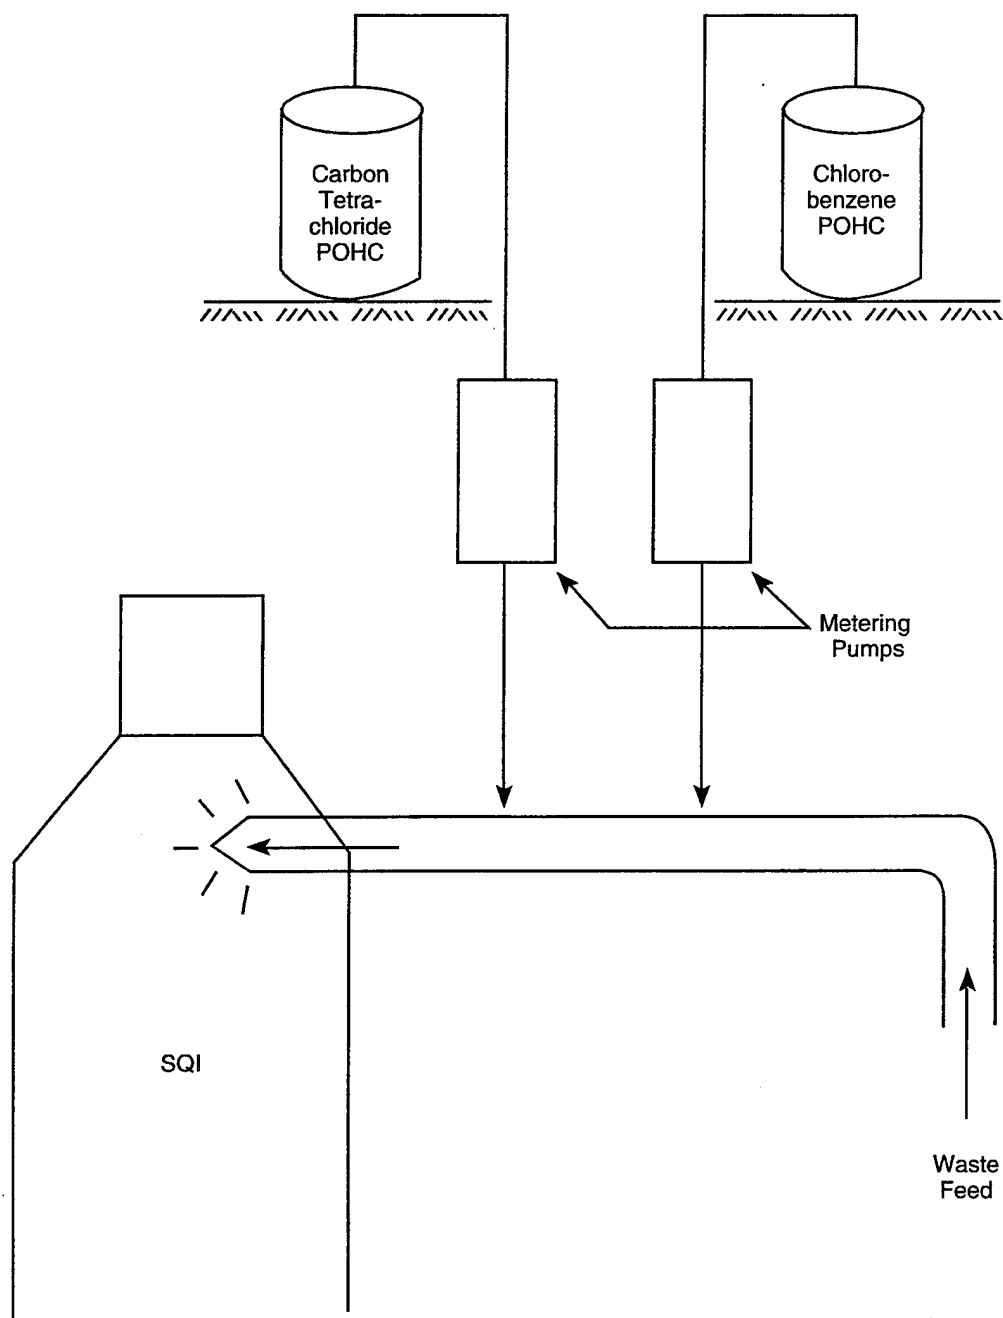 Carbon
Tetra-
chloride
POHC
Chloro-
benzene
POHC
Metering
Pumps
SQI
Waste
Feed